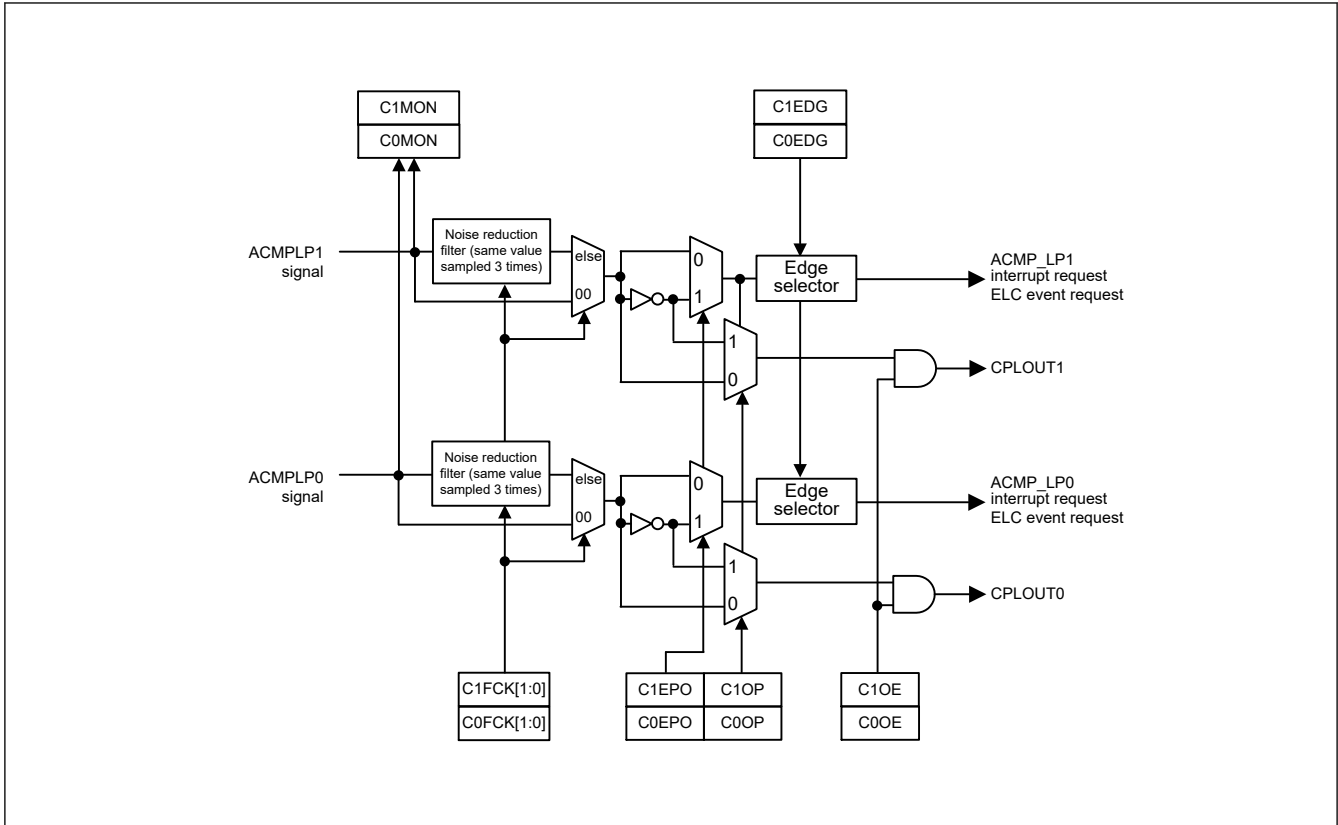 C1MON
C0MON
C1EDG
C0EDG
ACMPLP1
signal
Noise reduction
filter (same value
sampled 3 times)
else
00
0
1
Edge
selector
ACMP_LP1
interrupt request
ELC event request
1
0
CPLOUT1
ACMPLP0
signal
Noise reduction
filter (same value
sampled 3 times)
else
00
0
1
Edge
selector
ACMP_LP0
interrupt request
ELC event request
1
0
CPLOUT0
C1FCK[1:0]
C0FCK[1:0]
C1EPO
C1OP
C0EPO
C0OP
C1OE
C0OE